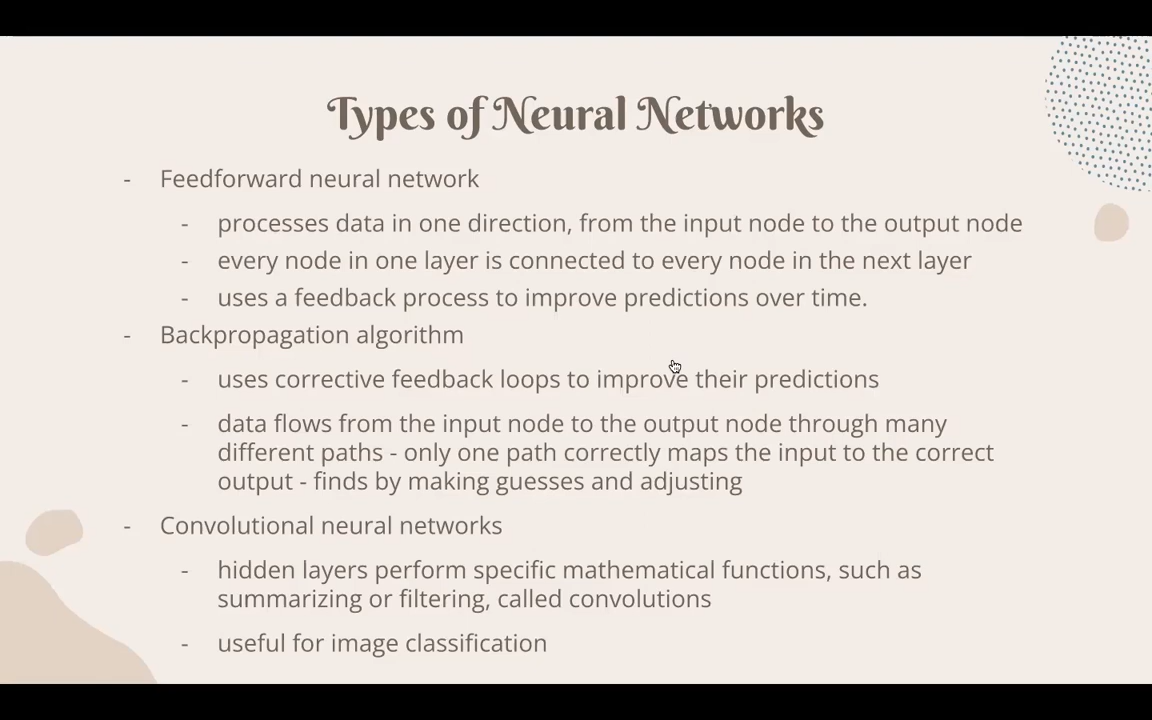 Types of Neural Networks
- Feedforward neural network
- processes data in one direction, from the input node to the output node
- every node in one layer is connected to every node in the next layer
- uses a feedback process to improve predictions over time.
- Backpropagation algorithm
- uses corrective feedback loops to improve their predictions
- data flows from the input node to the output node through many
different paths - only one path correctly maps the input to the correct
output - finds by making guesses and adjusting
- Convolutional neural networks
- hidden layers perform specific mathematical functions, such as
summarizing or filtering, called convolutions
- useful for image classification